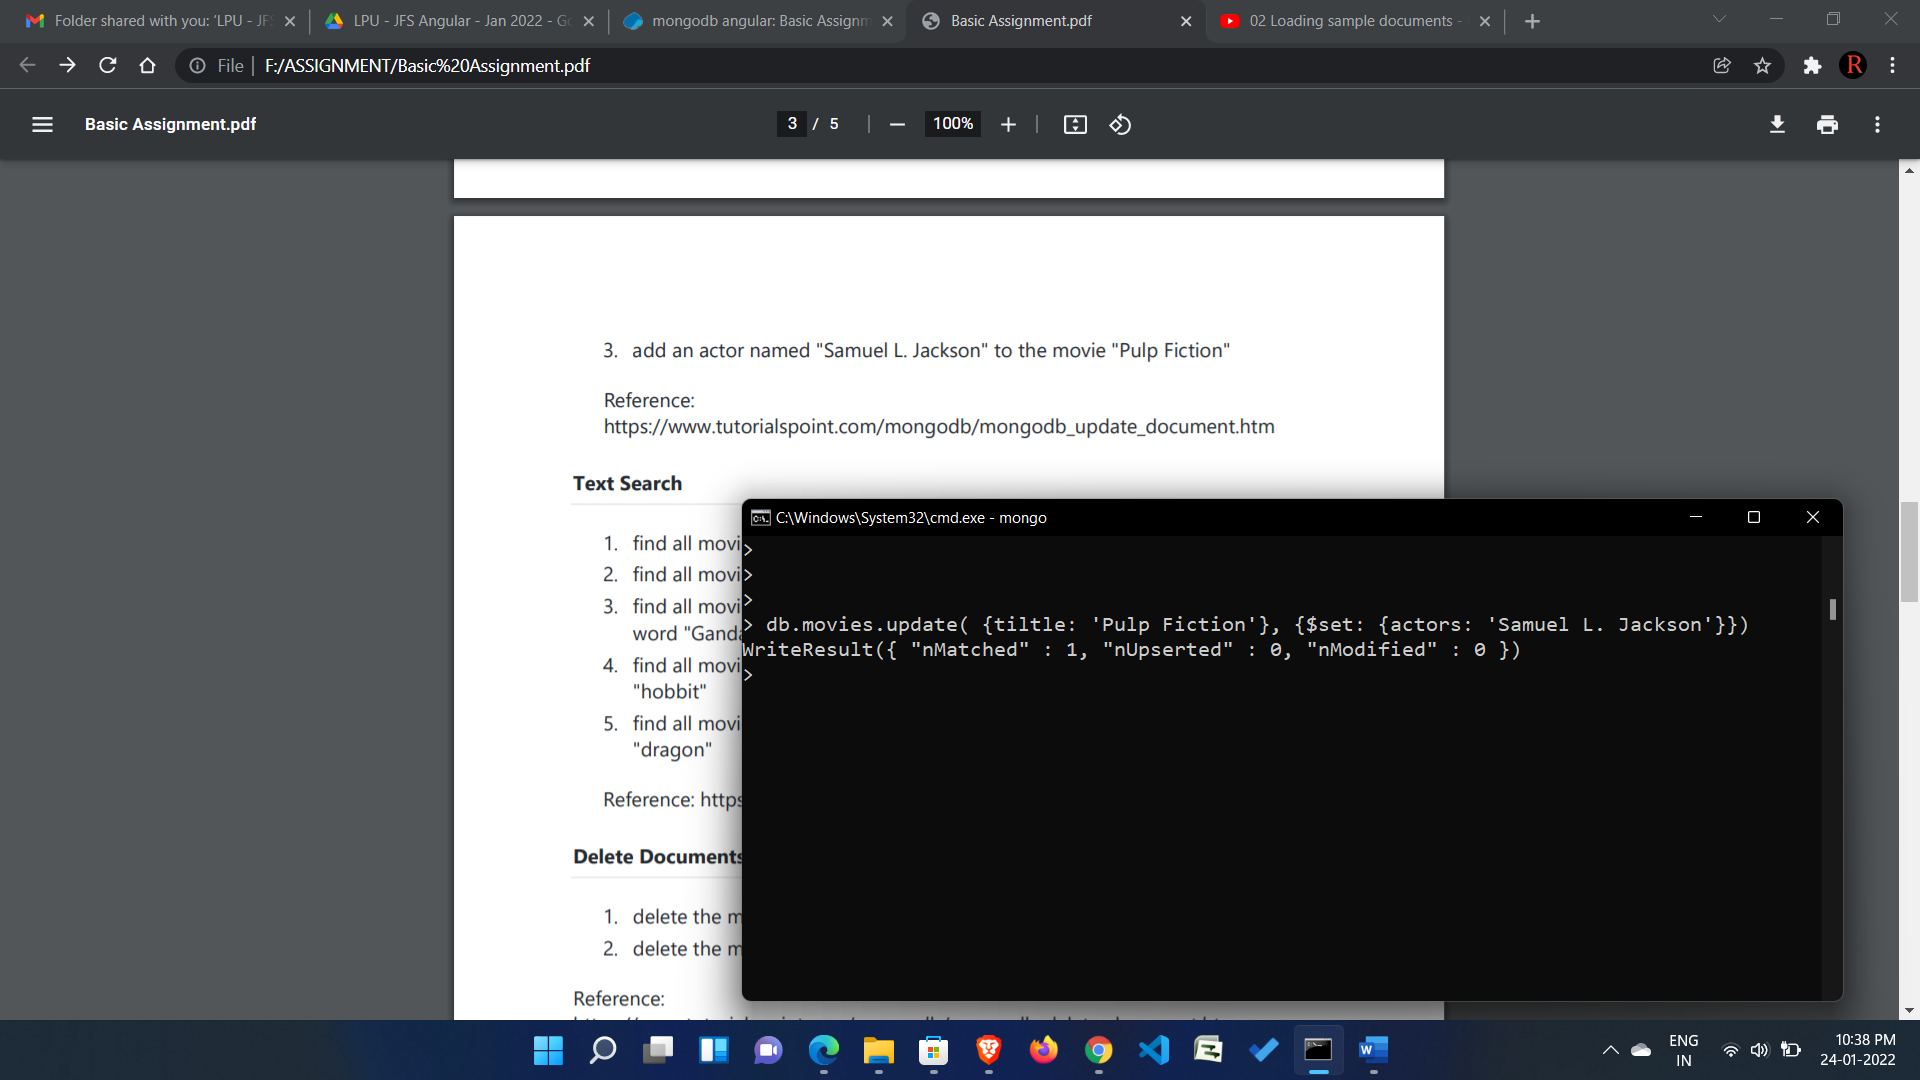 Folder shared with you: 'LPU - JFS
LPU - JFS Angular - Jan 2022 - Go
mongodb angular: Basic Assignm
Basic Assignment.pdf
02 Loading sample documents -
File
F:/ASSIGNMENT/Basic%20Assignment.pdf
R
Basic Assignment.pdf
3 / 5
100%
3. add an actor named "Samuel L. Jackson" to the movie "Pulp Fiction"
Reference:
https://www.tutorialspoint.com/mongodb/mongodb_update_document.htm
Text Search
1. find all movi
2. find all movi
3. find all movi
word "Ganda
4. find all movi
"hobbit"
5. find all movi
"dragon"
Reference: https
Delete Documents
1. delete the m
2. delete the m
Reference:
C:\Windows\System32\cmd.exe - mongo
>
>
>
> db.movies.update( {tiltle: 'Pulp Fiction'}, {$set: {actors: 'Samuel L. Jackson'}})
WriteResult({ "nMatched" : 1, "nUpserted" : 0, "nModified" : 0 })
>
ENG
IN
10:38 PM
24-01-2022